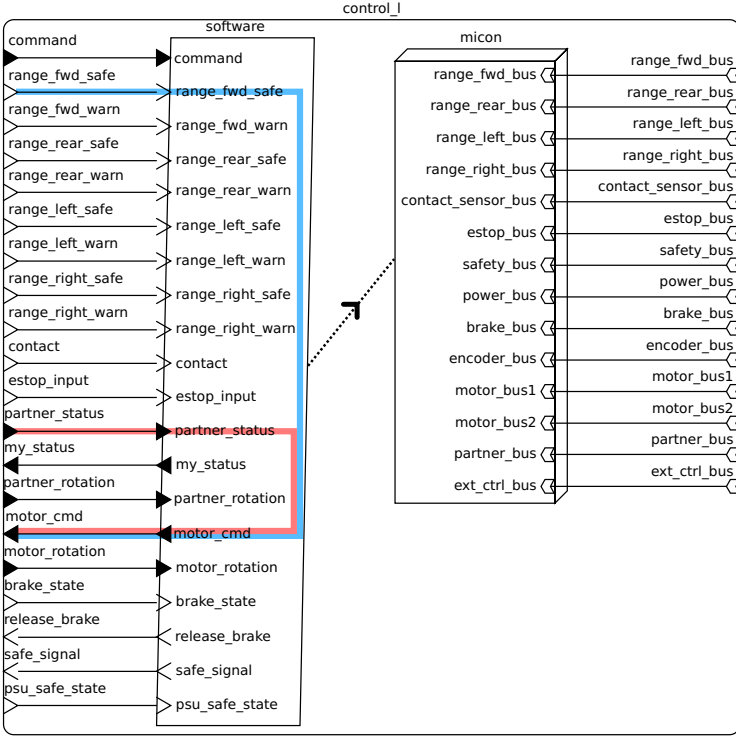 control_l
software
command
range_fwd_safe
range_fwd_warn
range_rear_safe
range_rear_warn
range_left_safe
range_left_warn
range_right_safe
range_right_warn
contact
estop_input
partner_status
my_status
partner_rotation
motor_cmd
motor_rotation
brake_state
release_brake
safe_signal
psu_safe_state
command
range_fwd_safe
range_fwd_warn
range_rear_safe
range_rear_warn
range_left_safe
range_left_warn
range_right_safe
range_right_warn
contact
estop_input
partner_status
my_status
partner_rotation
motor_cmd
motor_rotation
brake_state
release_brake
safe_signal
psu_safe_state
micon
range_fwd_bus
range_rear_bus
range_left_bus
range_right_bus
contact_sensor_bus
estop_bus
safety_bus
power_bus
brake_bus
encoder_bus
motor_bus1
motor_bus2
partner_bus
ext_ctrl_bus
range_fwd_bus
range_rear_bus
range_left_bus
range_right_bus
contact_sensor_bus
estop_bus
safety_bus
power_bus
brake_bus
encoder_bus
motor_bus1
motor_bus2
partner_bus
ext_ctrl_bus